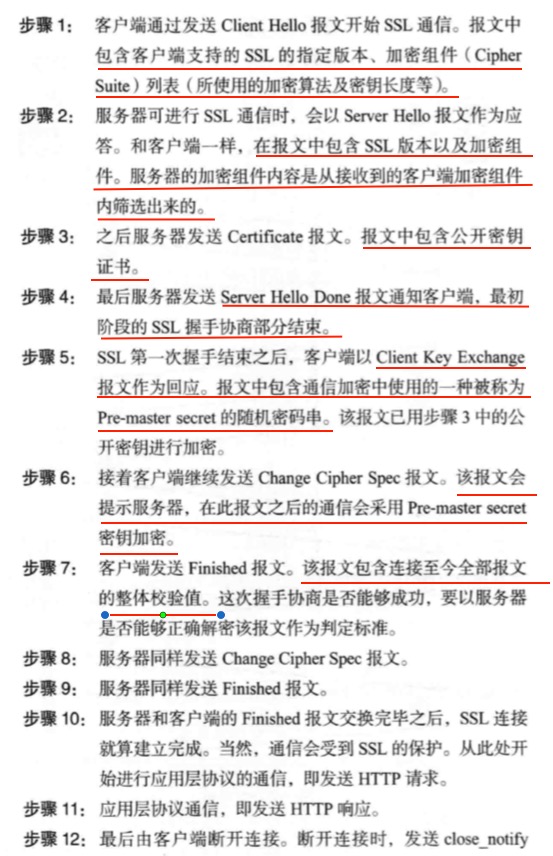 步骤 1： 客户端通过发送 Client Hello 报文开始 SSL 通信。报文中
包含客户端支持的 SSL 的指定版本、加密组件（Cipher
Suite）列表（所使用的加密算法及密钥长度等）。
步骤 2： 服务器可进行 SSL 通信时，会以 Server Hello 报文作为应
答。和客户端一样，在报文中包含 SSL 版本以及加密组
件。服务器的加密组件内容是从接收到的客户端加密组件
内筛选出来的。
步骤 3： 之后服务器发送 Certificate 报文。报文中包含公开密钥
证书。
步骤 4： 最后服务器发送 Server Hello Done 报文通知客户端，最初
阶段的 SSL 握手协商部分结束。
步骤 5： SSL 第一次握手结束之后，客户端以 Client Key Exchange
报文作为回应。报文中包含通信加密中使用的一种被称为
Pre-master secret 的随机密码串。该报文已用步骤 3 中的公
开密钥进行加密。
步骤 6： 接着客户端继续发送 Change Cipher Spec 报文。该报文会
提示服务器，在此报文之后的通信会采用 Pre-master secret
密钥加密。
步骤 7： 客户端发送 Finished 报文。该报文包含连接至今全部报文
的整体校验值。这次握手协商是否能够成功，要以服务器
是否能够正确解密该报文作为判定标准。
步骤 8： 服务器同样发送 Change Cipher Spec 报文。
步骤 9： 服务器同样发送 Finished 报文。
步骤 10： 服务器和客户端的 Finished 报文交换完毕之后，SSL 连接
就算建立完成。当然，通信会受到 SSL 的保护。从此处开
始进行应用层协议的通信，即发送 HTTP 请求。
步骤 11： 应用层协议通信，即发送 HTTP 响应。
步骤 12： 最后由客户端断开连接。断开连接时，发送 close_notify